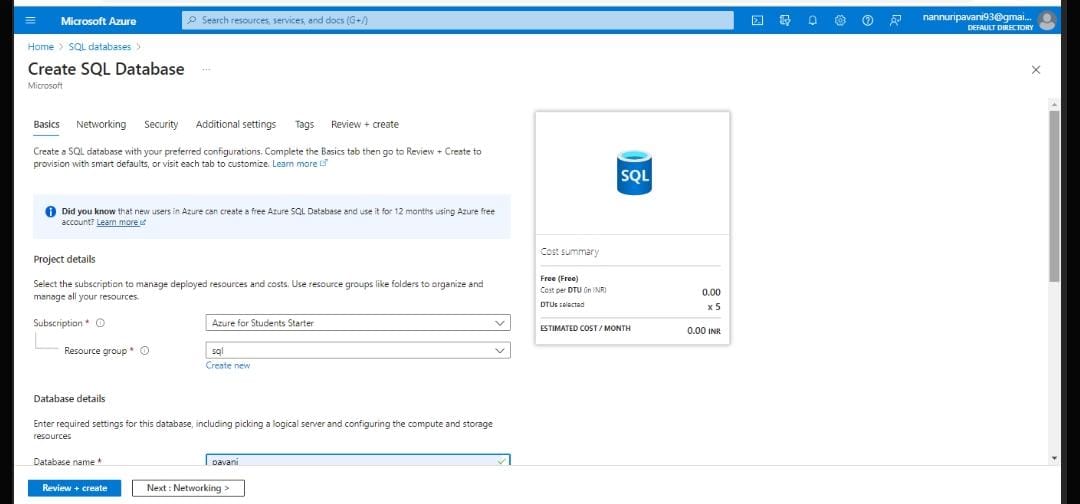 Microsoft Azure
Search resources, services, and docs (G+/)
nannuripavani93@gmai...
DEFAULT DIRECTORY
Home > SQL databases >
Create SQL Database ...
Microsoft
Basics Networking Security Additional settings Tags Review + create
Create a SQL database with your preferred configurations. Complete the Basics tab then go to Review + Create to
provision with smart defaults, or visit each tab to customize. Learn more
Did you know that new users in Azure can create a free Azure SQL Database and use it for 12 months using Azure free
account? Learn more
Project details
Select the subscription to manage deployed resources and costs. Use resource groups like folders to organize and
manage all your resources.
Subscription * Azure for Students Starter
Resource group * sql
Create new
Database details
Enter required settings for this database, including picking a logical server and configuring the compute and storage
resources
Database name * pavani
Review + create Next : Networking >
SQL
Cost summary
Free (Free)
Cost per DTU (in INR) 0.00
DTUs selected x 5
ESTIMATED COST / MONTH 0.00 INR